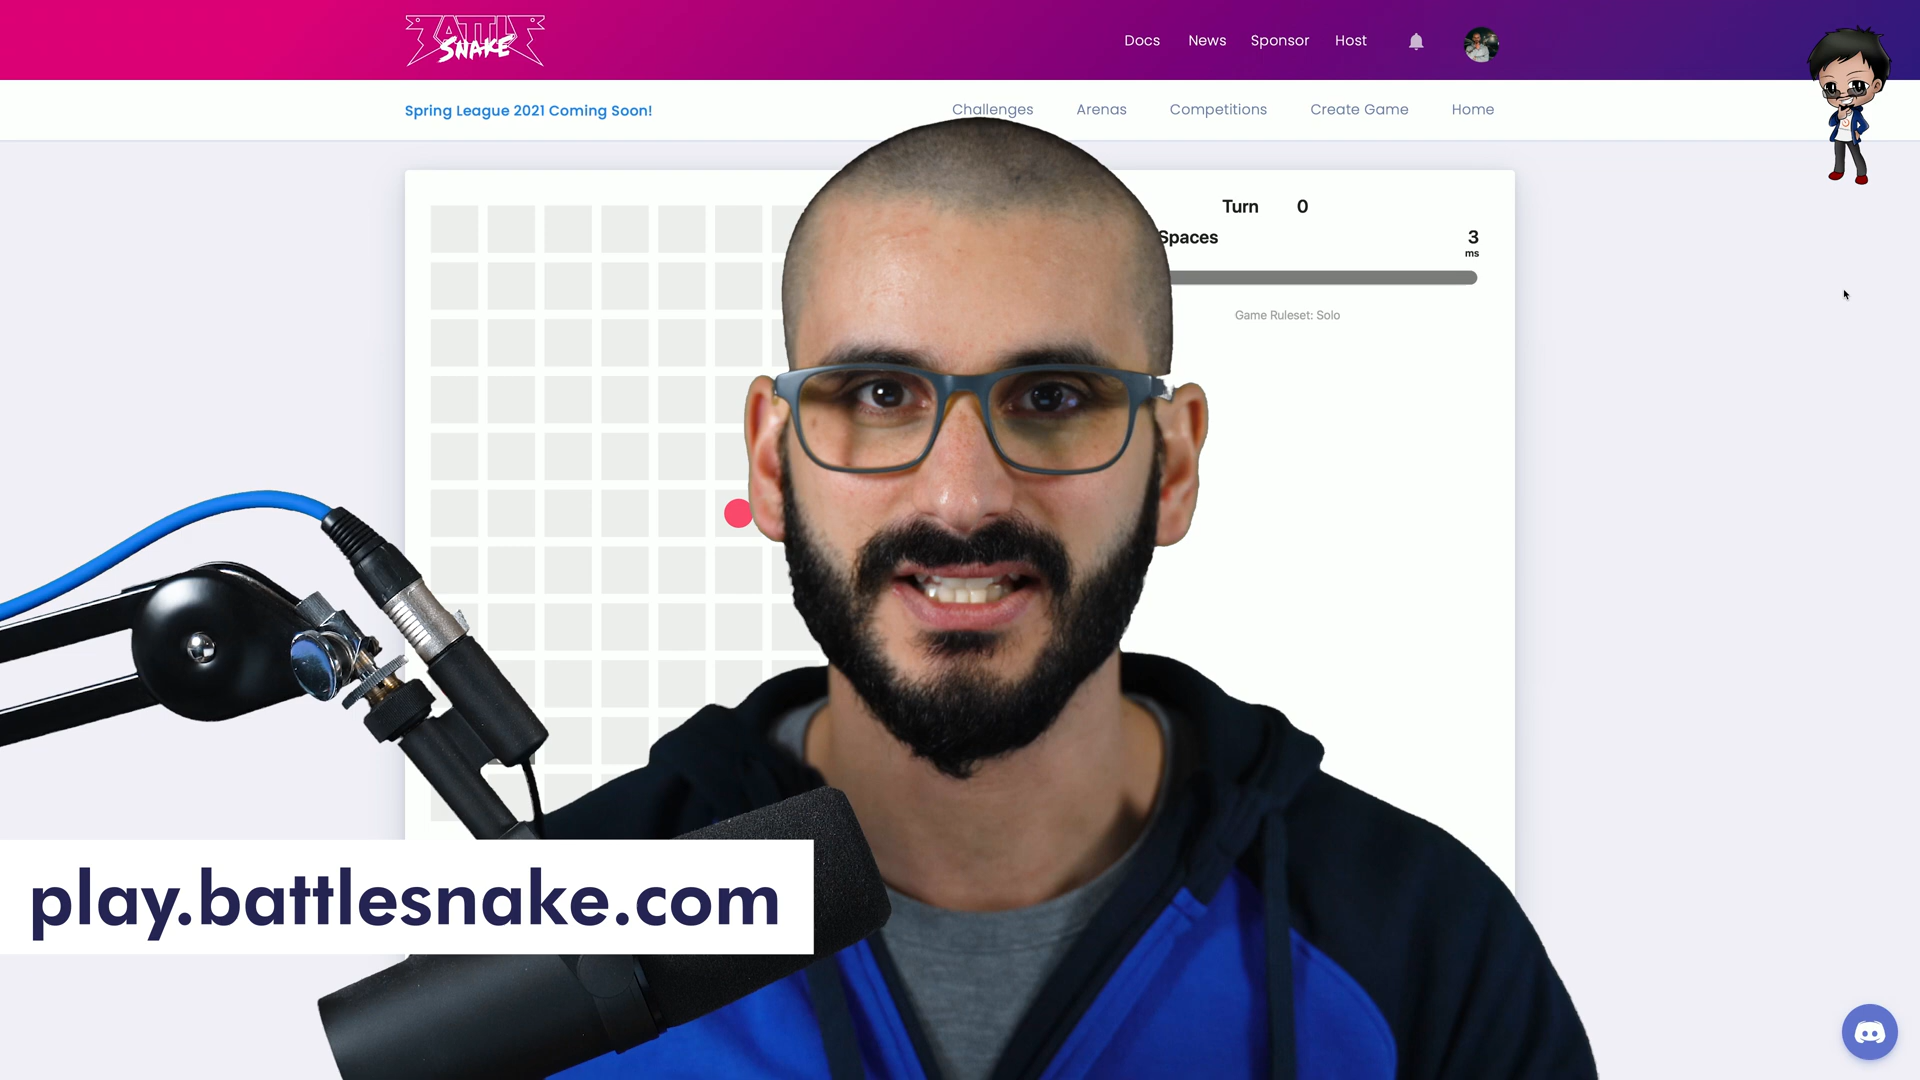 BATTLE
SNAKE
Docs News Sponsor Host
Spring League 2021 Coming Soon!
Challenges Arenas Competitions Create Game Home
Turn 0
Spaces 3
ms
Game Ruleset: Solo
play.battlesnake.com